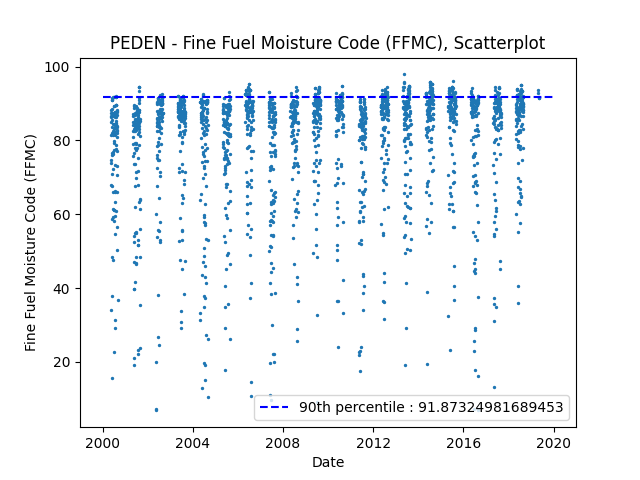 PEDEN - Fine Fuel Moisture Code (FFMC), Scatterplot
Fine Fuel Moisture Code (FFMC)
100
80
60
40
20
90th percentile : 91.87324981689453
2000 2004 2008 2012 2016 2020
Date